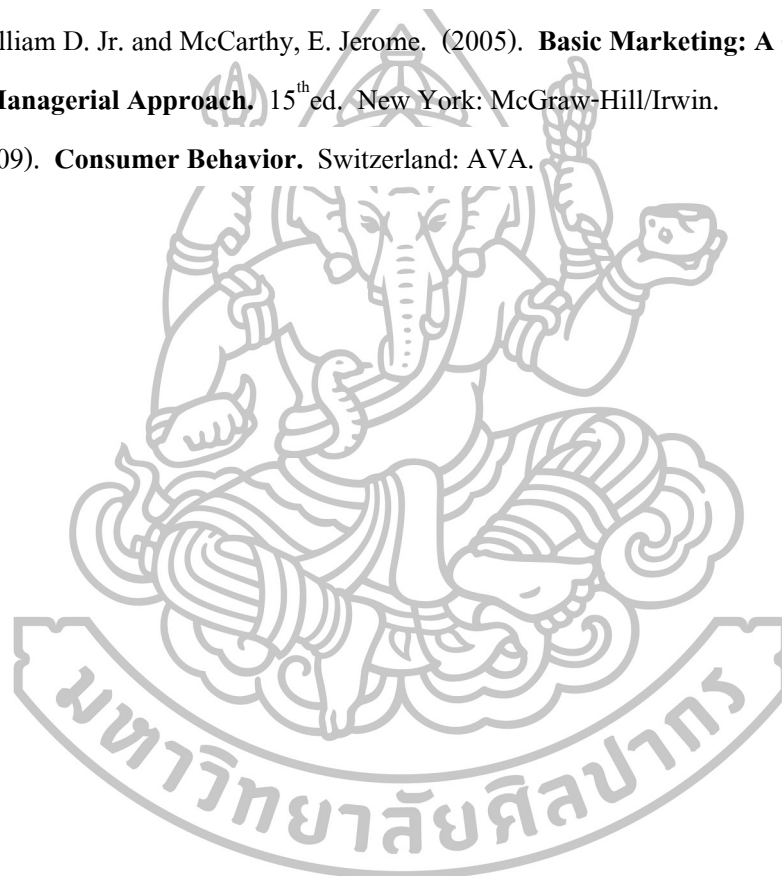 lliam D. Jr. and McCarthy, E. Jerome. (2005). Basic Marketing: A
Managerial Approach. 15th ed. New York: McGraw-Hill/Irwin.
09). Consumer Behavior. Switzerland: AVA.
มหาวิทยาลัยศิลปากร